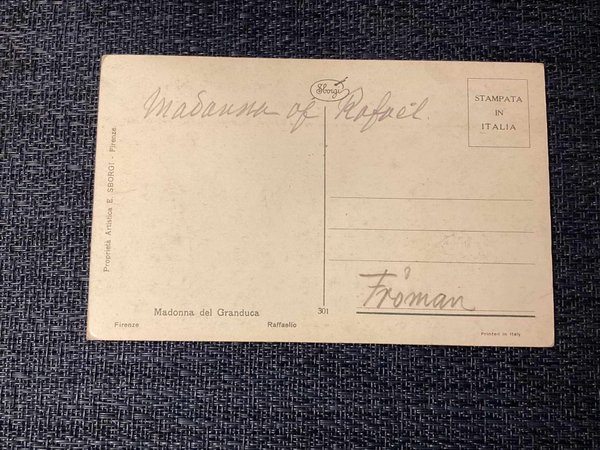 Sborgi
Madonna of Rafaël.
STAMPATA
IN
ITALIA
Proprietà Artistica E. SBORGI - Firenze
Fröman
Madonna del Granduca
301
Firenze
Raffaello
Printed in Italy